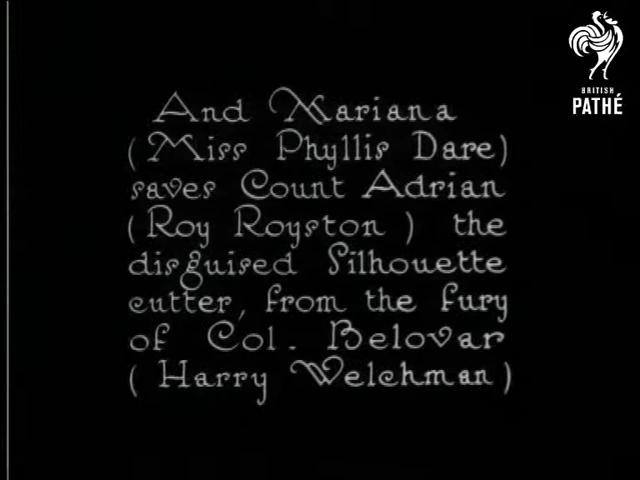 BRITISH
PATHÉ
And Mariana
(Miss Phyllis Dare)
saves Count Adrian
(Roy Royston) the
disguised Silhouette
cutter, from the fury
of Col. Belovar
(Harry Welchman)